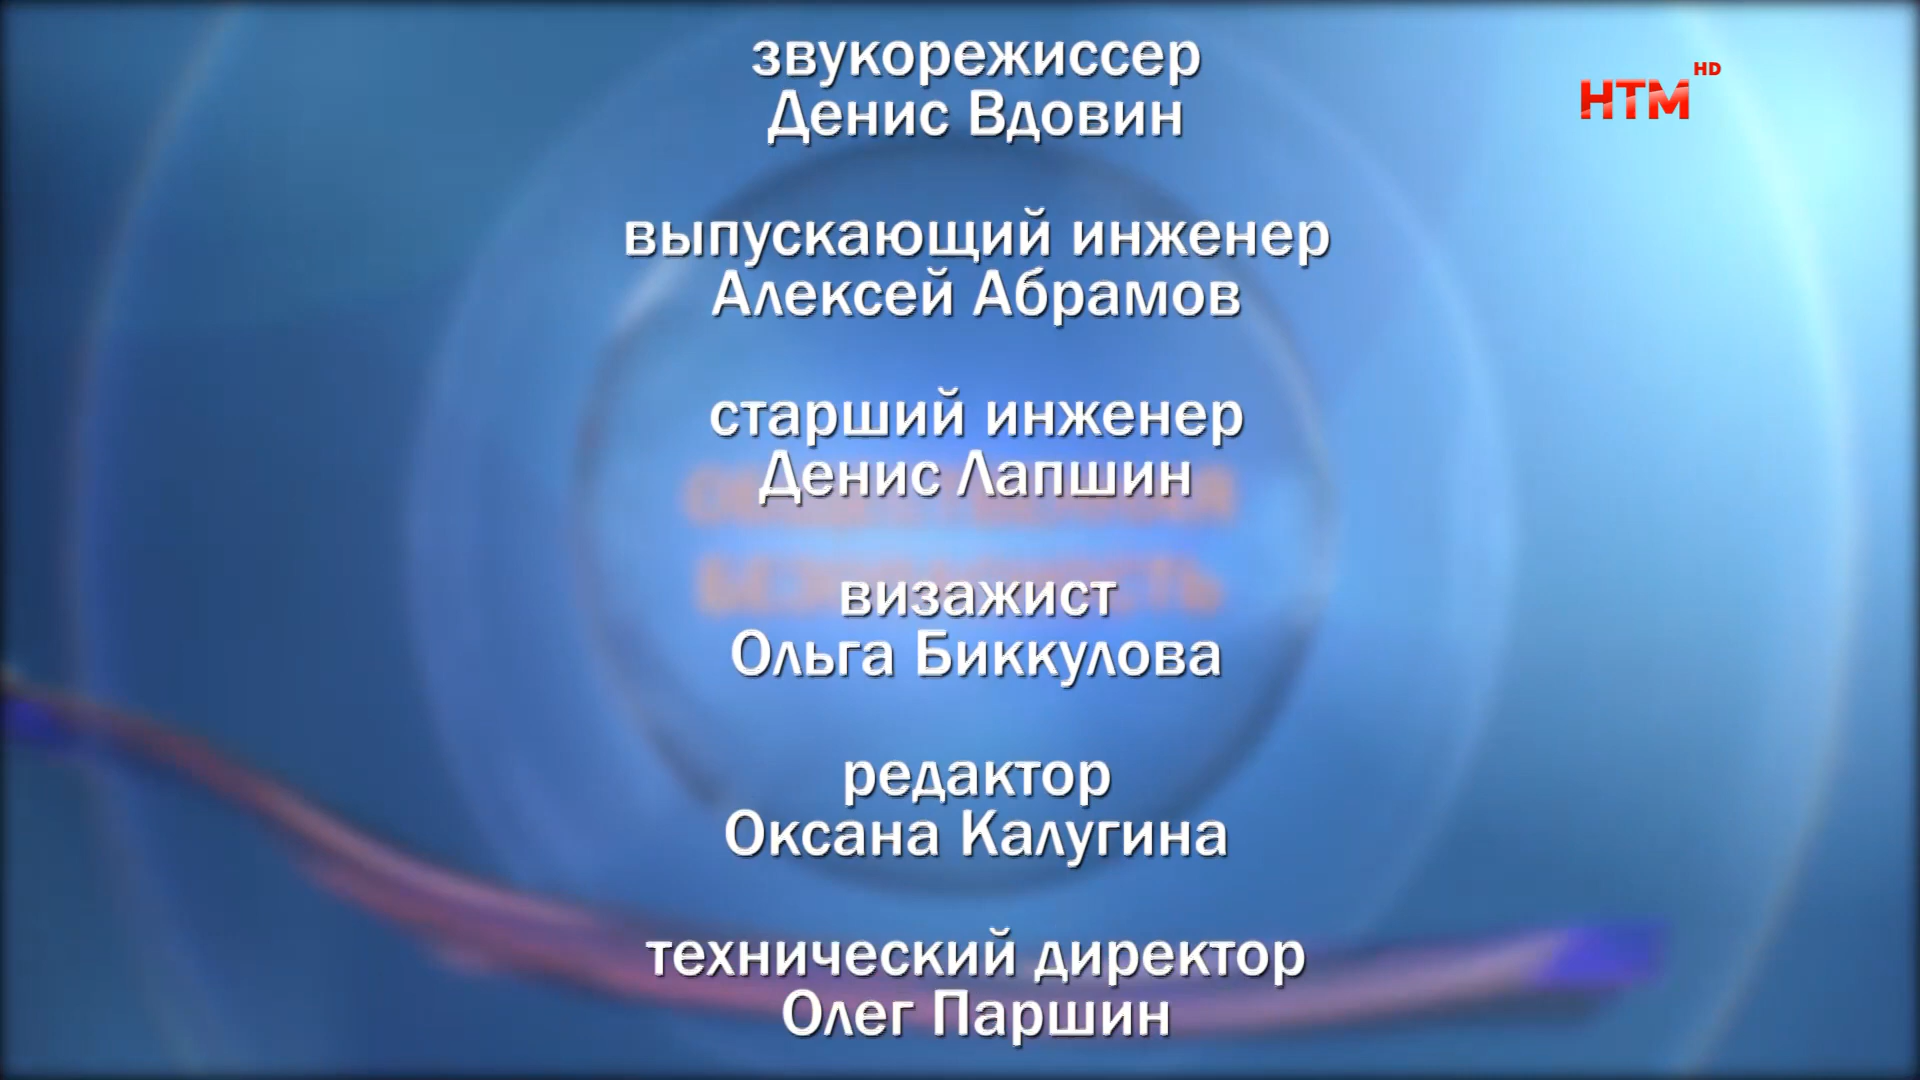 звукорежиссер
Денис Вдовин
НТМ HD
выпускающий инженер
Алексей Абрамов
старший инженер
Денис Лапшин
визажист
Ольга Биккулова
редактор
Оксана Калугина
технический директор
Олег Паршин